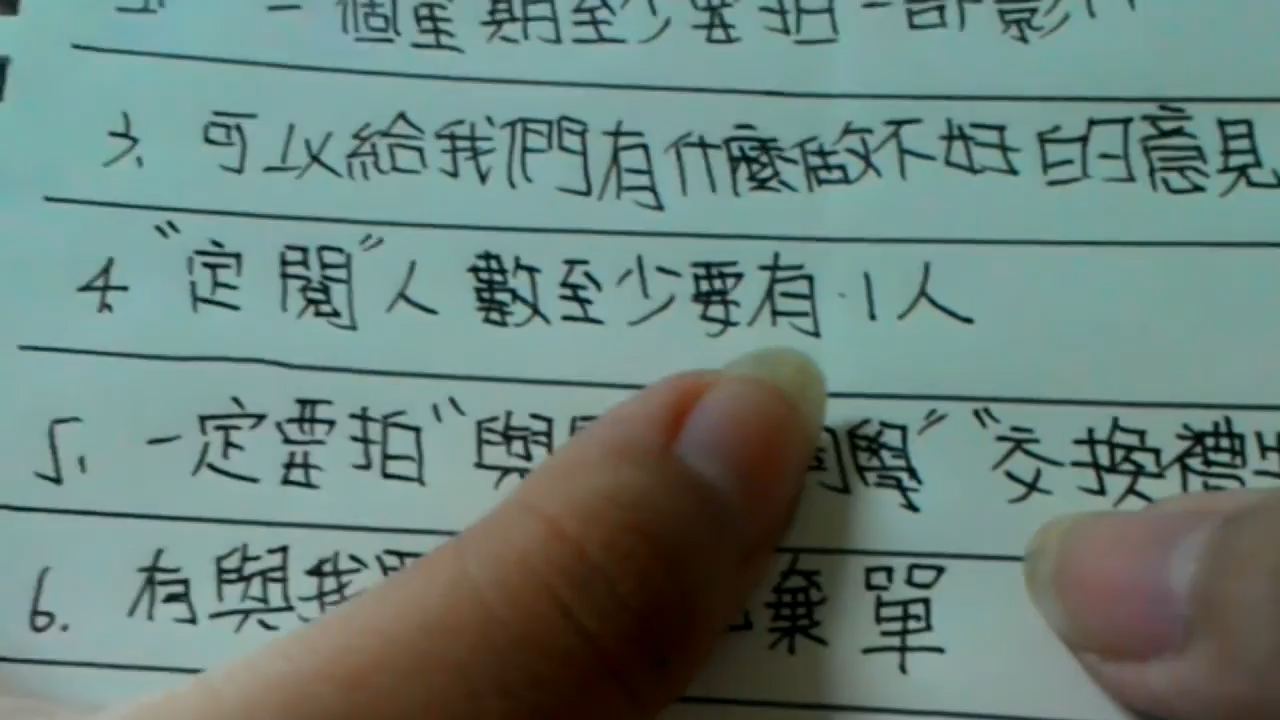 一個星期至少要拍一部影片
3. 可以給我們有什麼做不好的意見
4. "定閱"人數至少要有1人
5. 一定要拍"與 同學""交換禮
6. 有與我 棄單